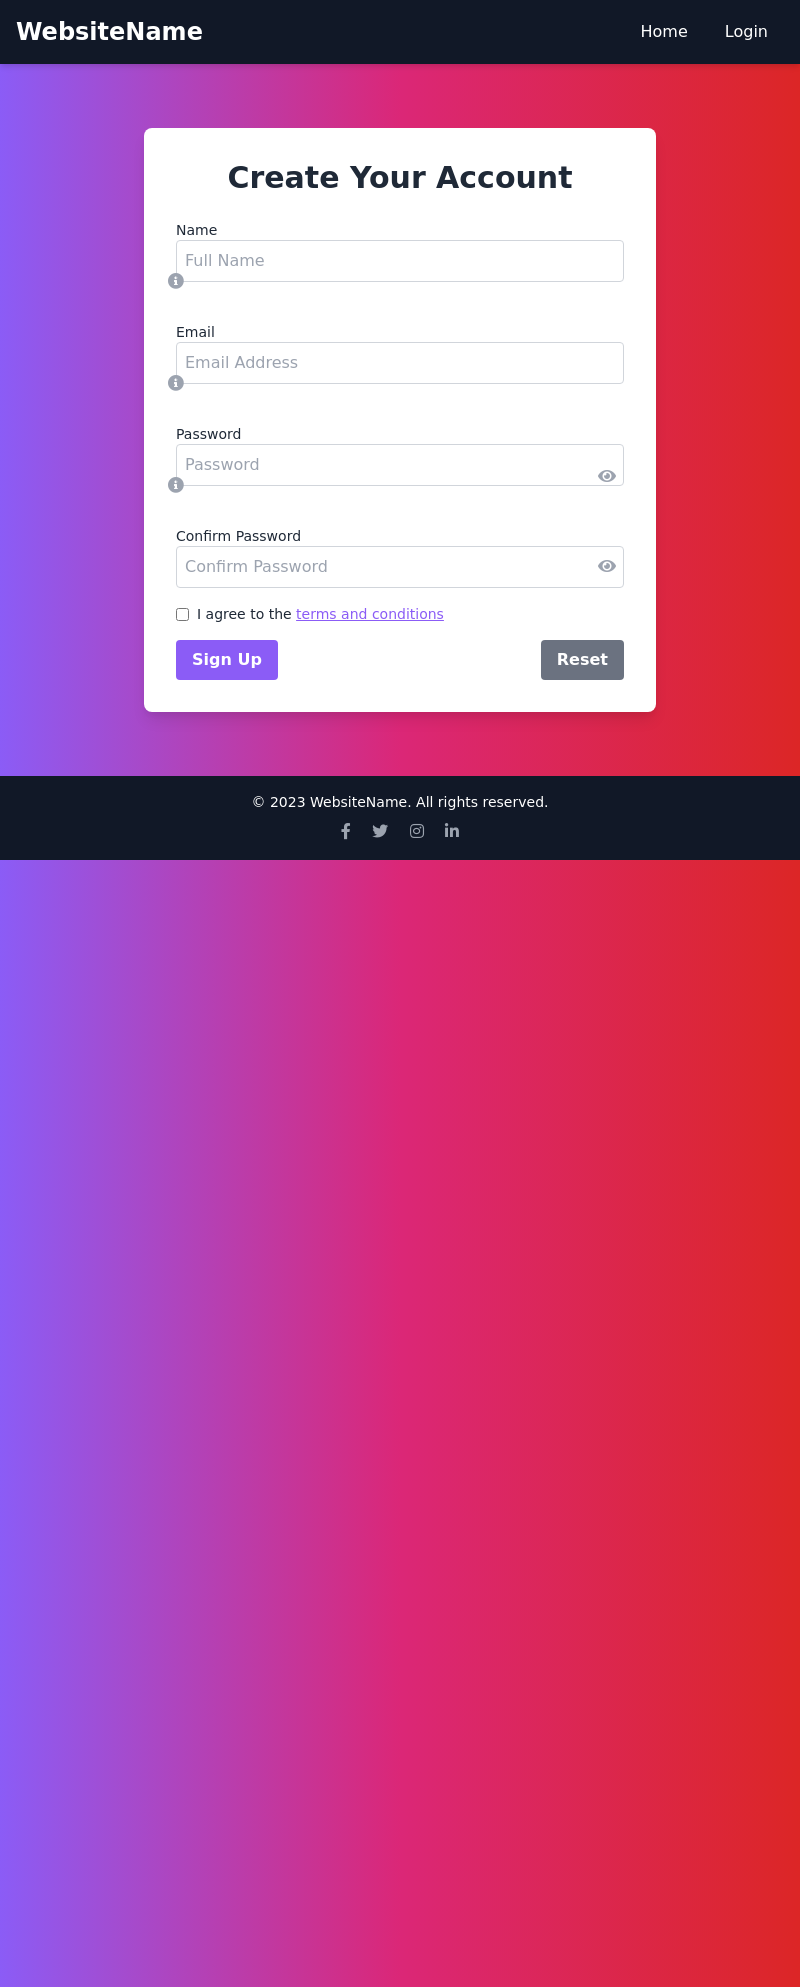 WebsiteName
Home Login
Create Your Account
Name
Full Name
Email
Email Address
Password
Password
Confirm Password
Confirm Password
I agree to the terms and conditions
Sign Up Reset
© 2023 WebsiteName. All rights reserved.